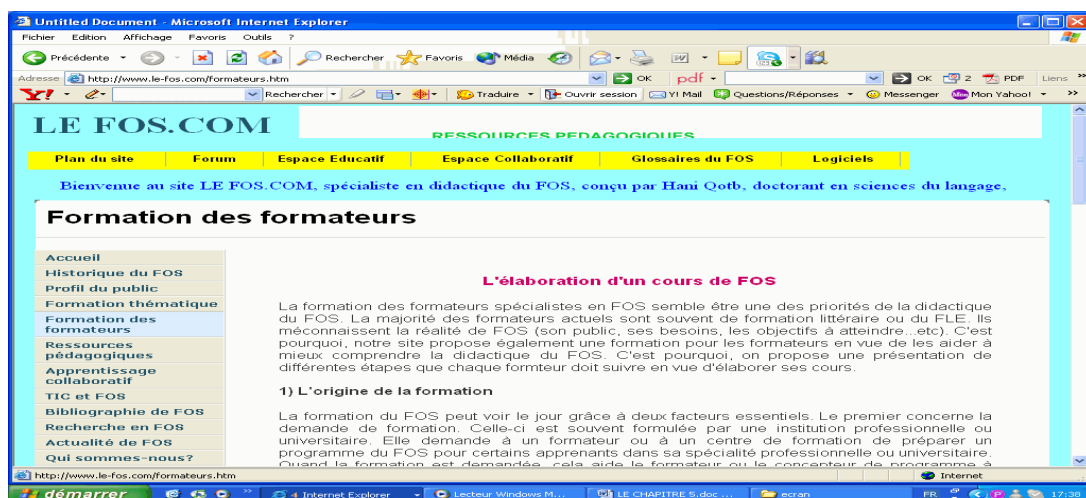 Untitled Document - Microsoft Internet Explorer
Fichier Edition Affichage Favoris Outils ?
Précédente Rechercher Favoris Média
Adresse http://www.le-fos.com/formateurs.htm OK pdf OK 2 PDF Liens »
Y! Rechercher Traduire Ouvrir session Y! Mail Questions/Réponses Messenger Mon Yahoo! »
LE FOS.COM
RESSOURCES PEDAGOGIQUES
Plan du site Forum Espace Educatif Espace Collaboratif Glossaires du FOS Logiciels
Bienvenue au site LE FOS.COM, spécialiste en didactique du FOS, conçu par Hani Qotb, doctorant en sciences du langage,
Formation des formateurs
Accueil
Historique du FOS
Profil du public
Formation thématique
Formation des
formateurs
Ressources
pédagogiques
Apprentissage
collaboratif
TIC et FOS
Bibliographie de FOS
Recherche en FOS
Actualité de FOS
Qui sommes-nous?
L'élaboration d'un cours de FOS
La formation des formateurs spécialistes en FOS semble être une des priorités de la didactique
du FOS. La majorité des formateurs actuels sont souvent de formation littéraire ou du FLE. Ils
méconnaissent la réalité de FOS (son public, ses besoins, les objectifs à atteindre...etc). C'est
pourquoi, notre site propose également une formation pour les formateurs en vue de les aider à
mieux comprendre la didactique du FOS. C'est pourquoi, on propose une présentation de
différentes étapes que chaque formteur doit suivre en vue d'élaborer ses cours.
1) L'origine de la formation
La formation du FOS peut voir le jour grâce à deux facteurs essentiels. Le premier concerne la
demande de formation. Celle-ci est souvent formulée par une institution professionnelle ou
universitaire. Elle demande à un formateur ou à un centre de formation de préparer un
programme du FOS pour certains apprenants dans sa spécialité professionnelle ou universitaire.
Quand la formation est demandée, cela aide le formateur ou le concepteur de programme à
http://www.le-fos.com/formateurs.htm Internet
démarrer » 4 Internet Explorer Lecteur Windows M... LE CHAPITRE 5.doc ... ecran FR 17:38